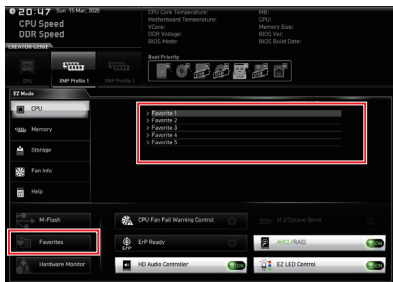 20:47 Sun 15 Mar, 2020
CPU Speed
DDR Speed
CPU Core Temperature:
Motherboard Temperature:
VCore:
DDR Voltage:
BIOS Mode:
MB:
CPU:
Memory Size:
BIOS Ver:
BIOS Build Date:
CREATOR GENIE
CPU
XMP Profile 1
XMP Profile 2
Boot Priority
EZ Mode
CPU
Memory
Storage
Fan Info
Help
> Favorite 1
> Favorite 2
> Favorite 3
> Favorite 4
> Favorite 5
M-Flash
Favorites
Hardware Monitor
CPU Fan Fail Warning Control
M.2/Optane Genie
ErP Ready
AHCI /RAID
ON
HD Audio Controller
ON
EZ LED Control
ON